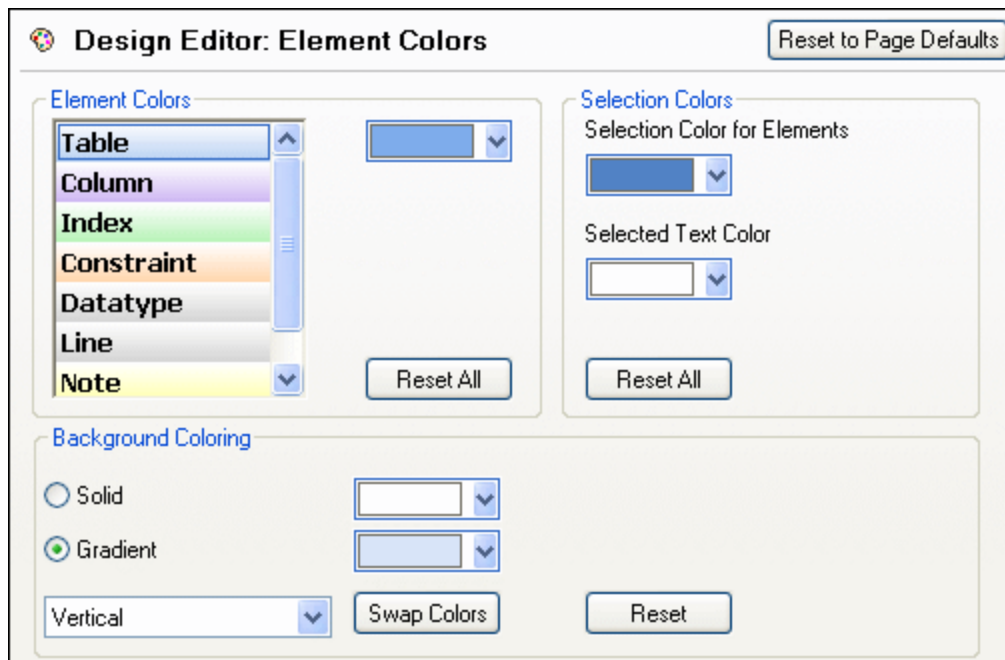 Design Editor: Element Colors
Reset to Page Defaults
Element Colors
Table
Column
Index
Constraint
Datatype
Line
Note
Reset All
Selection Colors
Selection Color for Elements
Selected Text Color
Reset All
Background Coloring
Solid
Gradient
Vertical
Swap Colors
Reset